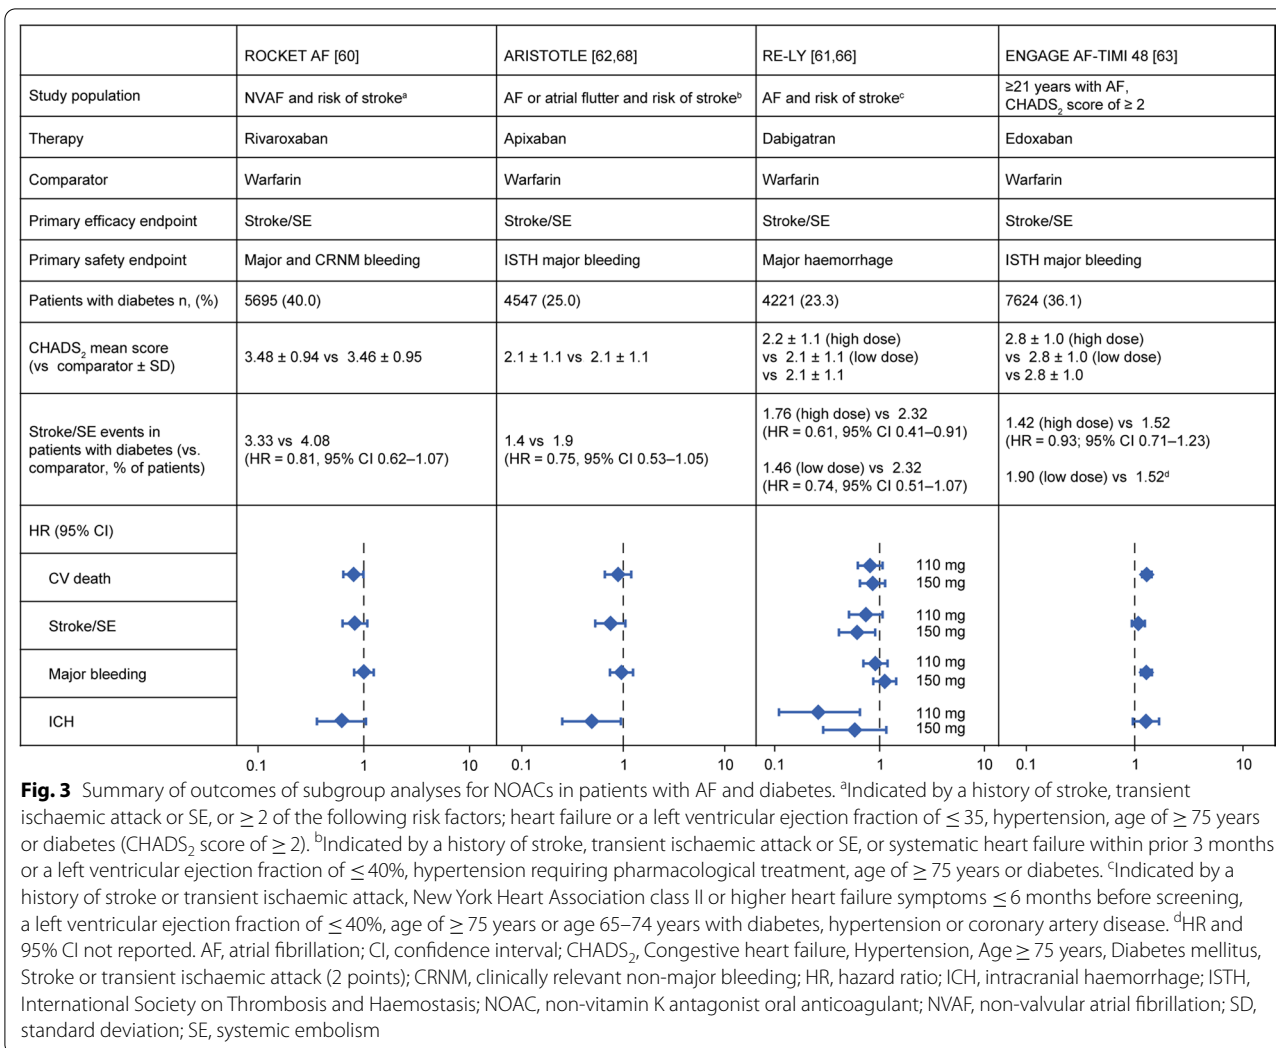 ROCKET AF [60] ARISTOTLE [62,68] RE-LY [61,66] ENGAGE AF-TIMI 48 [63]
Study population NVAF and risk of strokeᵃ AF or atrial flutter and risk of strokeᵇ AF and risk of strokeᶜ ≥21 years with AF,
CHADS₂ score of ≥ 2
Therapy Rivaroxaban Apixaban Dabigatran Edoxaban
Comparator Warfarin Warfarin Warfarin Warfarin
Primary efficacy endpoint Stroke/SE Stroke/SE Stroke/SE Stroke/SE
Primary safety endpoint Major and CRNM bleeding ISTH major bleeding Major haemorrhage ISTH major bleeding
Patients with diabetes n, (%) 5695 (40.0) 4547 (25.0) 4221 (23.3) 7624 (36.1)
CHADS₂ mean score
(vs comparator ± SD)
3.48 ± 0.94 vs 3.46 ± 0.95
2.1 ± 1.1 vs 2.1 ± 1.1
2.2 ± 1.1 (high dose)
vs 2.1 ± 1.1 (low dose)
vs 2.1 ± 1.1
2.8 ± 1.0 (high dose)
vs 2.8 ± 1.0 (low dose)
vs 2.8 ± 1.0
Stroke/SE events in
patients with diabetes (vs.
comparator, % of patients)
3.33 vs 4.08
(HR = 0.81, 95% CI 0.62–1.07)
1.4 vs 1.9
(HR = 0.75, 95% CI 0.53–1.05)
1.76 (high dose) vs 2.32
(HR = 0.61, 95% CI 0.41–0.91)
1.46 (low dose) vs 2.32
(HR = 0.74, 95% CI 0.51–1.07)
1.42 (high dose) vs 1.52
(HR = 0.93; 95% CI 0.71–1.23)
1.90 (low dose) vs 1.52ᵈ
HR (95% CI)
CV death
110 mg
150 mg
Stroke/SE
110 mg
150 mg
Major bleeding
110 mg
150 mg
ICH
110 mg
150 mg
0.1 1 10 0.1 1 10 0.1 1 10 0.1 1 10
Fig. 3 Summary of outcomes of subgroup analyses for NOACs in patients with AF and diabetes. ᵃIndicated by a history of stroke, transient
ischaemic attack or SE, or ≥ 2 of the following risk factors; heart failure or a left ventricular ejection fraction of ≤ 35, hypertension, age of ≥ 75 years
or diabetes (CHADS₂ score of ≥ 2). ᵇIndicated by a history of stroke, transient ischaemic attack or SE, or systematic heart failure within prior 3 months
or a left ventricular ejection fraction of ≤ 40%, hypertension requiring pharmacological treatment, age of ≥ 75 years or diabetes. ᶜIndicated by a
history of stroke or transient ischaemic attack, New York Heart Association class II or higher heart failure symptoms ≤ 6 months before screening,
a left ventricular ejection fraction of ≤ 40%, age of ≥ 75 years or age 65–74 years with diabetes, hypertension or coronary artery disease. ᵈHR and
95% CI not reported. AF, atrial fibrillation; CI, confidence interval; CHADS₂, Congestive heart failure, Hypertension, Age ≥ 75 years, Diabetes mellitus,
Stroke or transient ischaemic attack (2 points); CRNM, clinically relevant non-major bleeding; HR, hazard ratio; ICH, intracranial haemorrhage; ISTH,
International Society on Thrombosis and Haemostasis; NOAC, non-vitamin K antagonist oral anticoagulant; NVAF, non-valvular atrial fibrillation; SD,
standard deviation; SE, systemic embolism